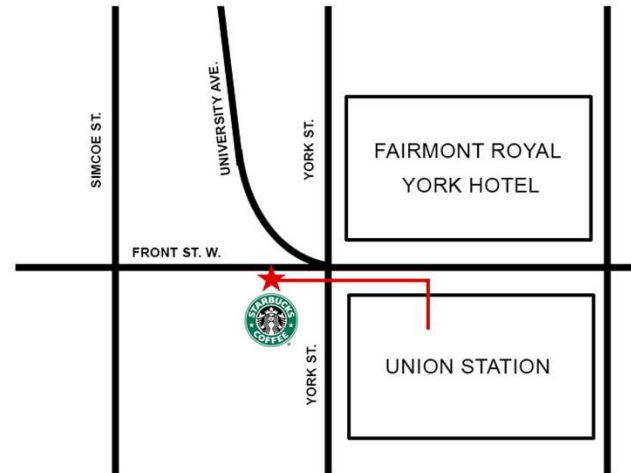 SIMCOE ST.
UNIVERSITY AVE.
YORK ST.
FAIRMONT ROYAL
YORK HOTEL
FRONT ST. W.
STARBUCKS
COFFEE
®
YORK ST.
UNION STATION